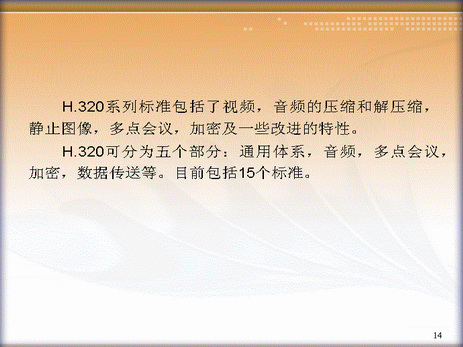 H.320系列标准包括了视频，音频的压缩和解压缩，
静止图像，多点会议，加密及一些改进的特性。
H.320可分为五个部分：通用体系，音频，多点会议，
加密，数据传送等。目前包括15个标准。
14